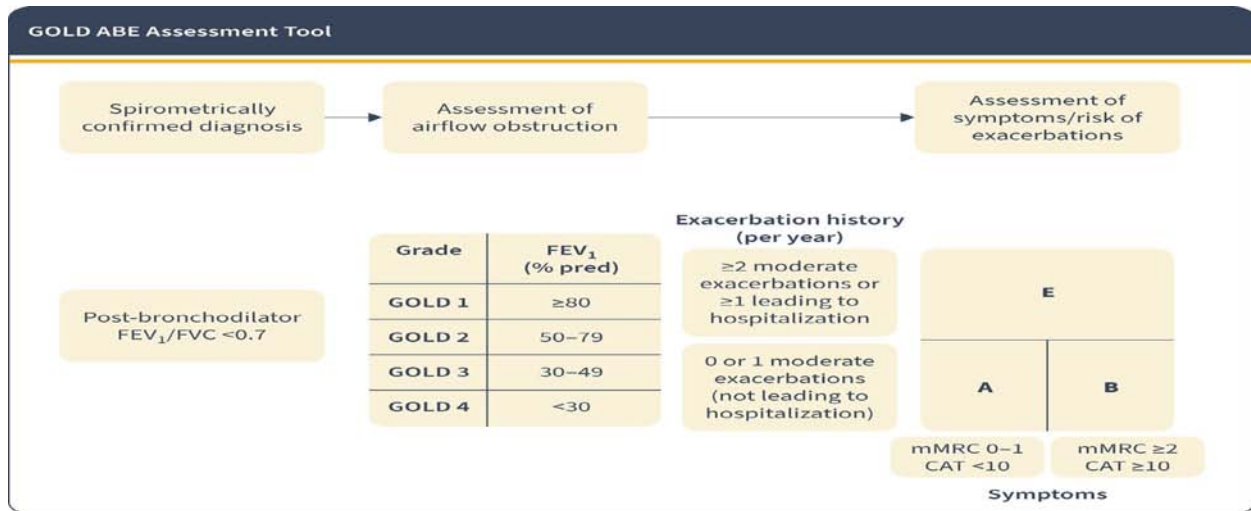 GOLD ABE Assessment Tool
Spirometrically
confirmed diagnosis
Assessment of
airflow obstruction
Assessment of
symptoms/risk of
exacerbations
Post-bronchodilator
FEV₁/FVC <0.7
Grade FEV₁
(% pred)
GOLD 1 ≥80
GOLD 2 50–79
GOLD 3 30–49
GOLD 4 <30
Exacerbation history
(per year)
≥2 moderate
exacerbations or
≥1 leading to
hospitalization
0 or 1 moderate
exacerbations
(not leading to
hospitalization)
E
A B
mMRC 0–1
CAT <10
mMRC ≥2
CAT ≥10
Symptoms